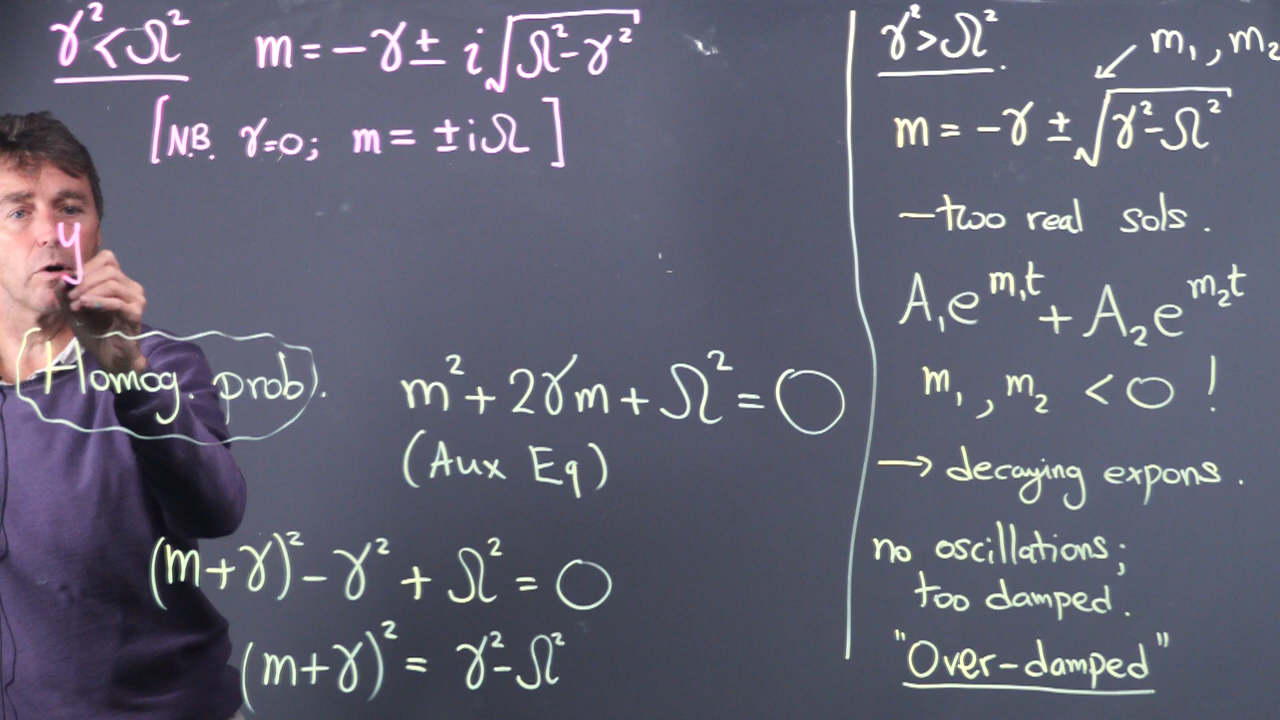 γ² < Ω²   m = −γ ± i√(Ω²−γ²)
[N.B. γ=0; m = ±iΩ]
y
Homog. prob.
m² + 2γm + Ω² = 0
(Aux Eq)
(m+γ)² − γ² + Ω² = 0
(m+γ)² = γ² − Ω²
γ² > Ω².
m₁, m₂
m = −γ ± √(γ²−Ω²)
– two real sols.
A₁e^{m₁t} + A₂e^{m₂t}
m₁, m₂ < 0 !
→ decaying expons.
no oscillations;
too damped.
"Over-damped"